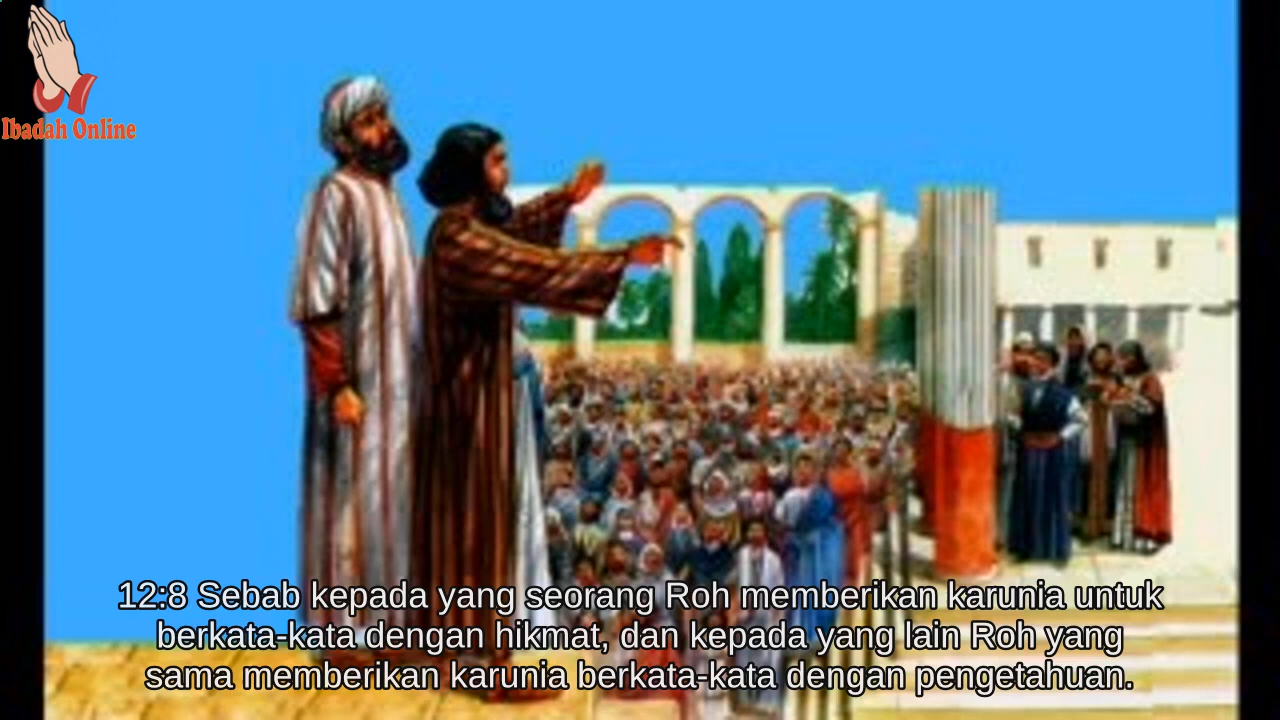 Ibadah Online
12:8 Sebab kepada yang seorang Roh memberikan karunia untuk
berkata-kata dengan hikmat, dan kepada yang lain Roh yang
sama memberikan karunia berkata-kata dengan pengetahuan.